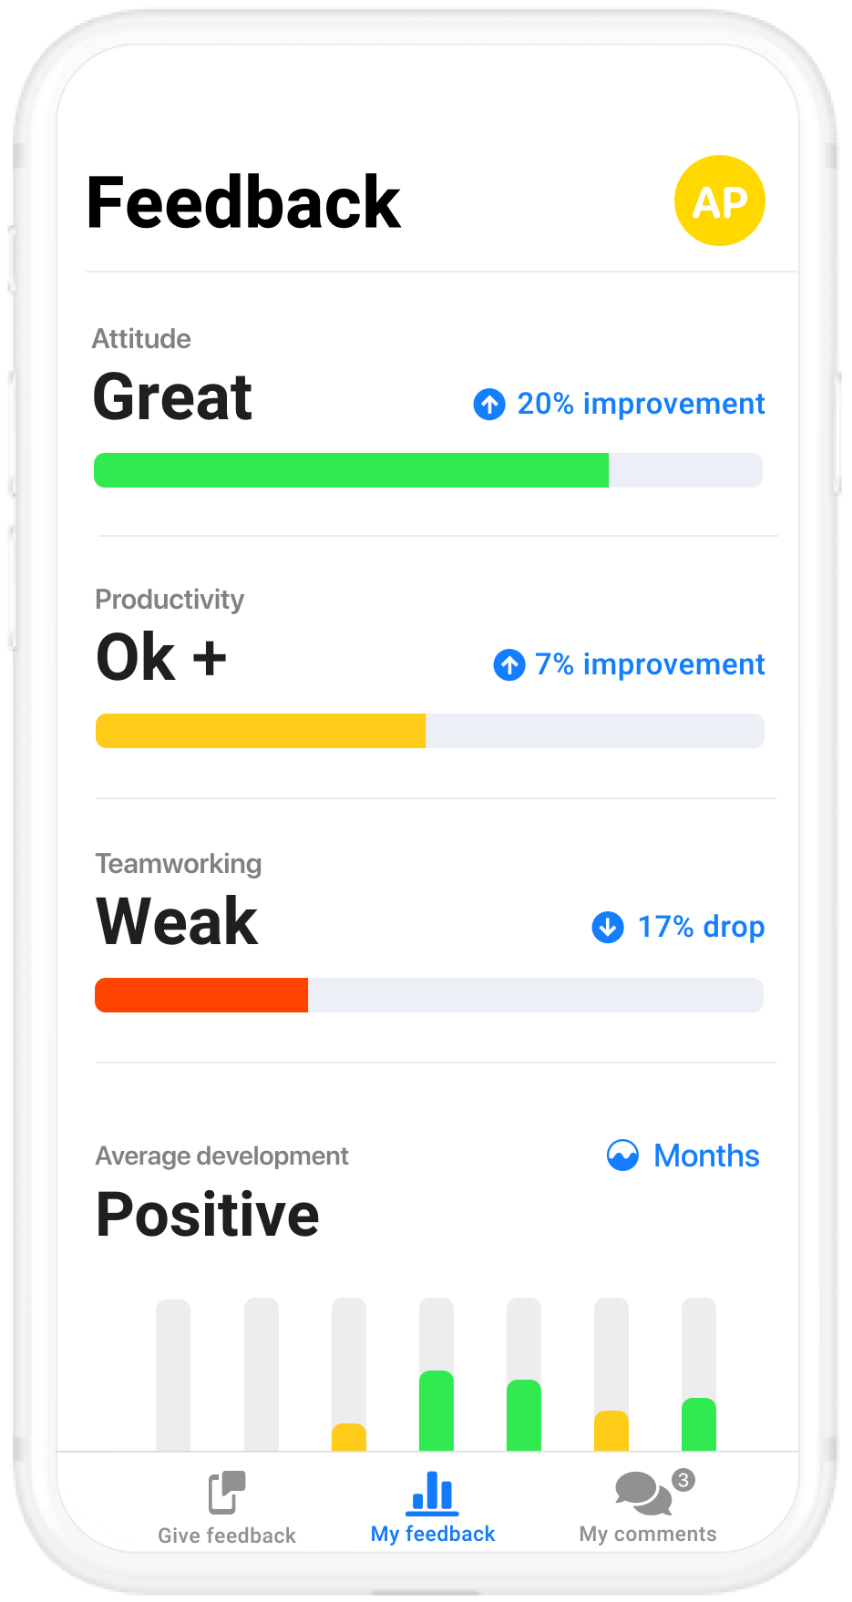 Feedback
AP
Attitude
Great
20% improvement
Productivity
Ok +
7% improvement
Teamworking
Weak
17% drop
Average development
Months
Positive
3
Give feedback
My feedback
My comments